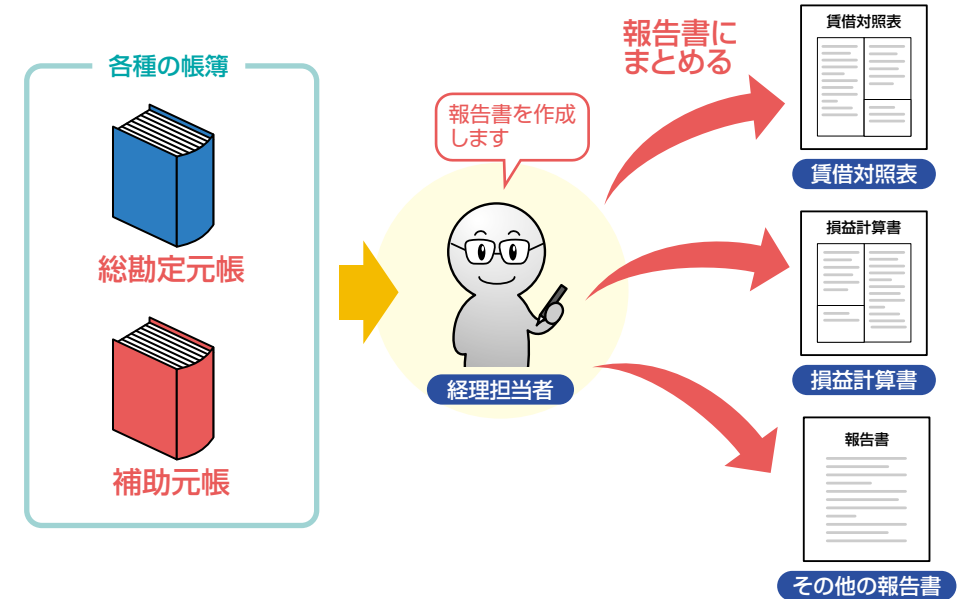 各種の帳簿
総勘定元帳
補助元帳
報告書を作成
します
経理担当者
報告書に
まとめる
賃借対照表
賃借対照表
損益計算書
損益計算書
報告書
その他の報告書